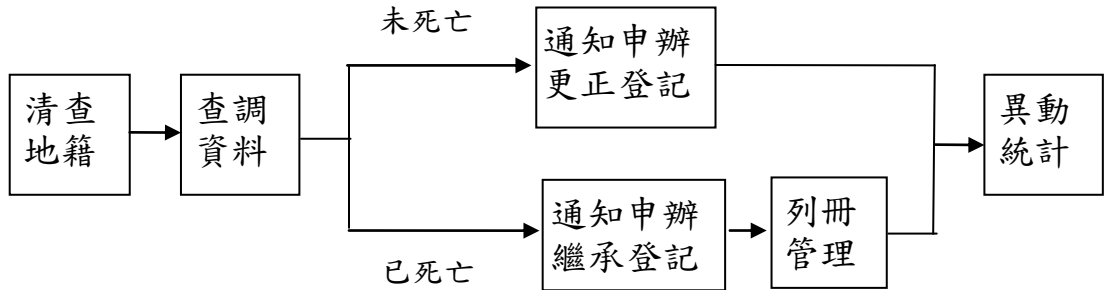 清查
地籍
查調
資料
未死亡
通知申辦
更正登記
已死亡
通知申辦
繼承登記
列冊
管理
異動
統計